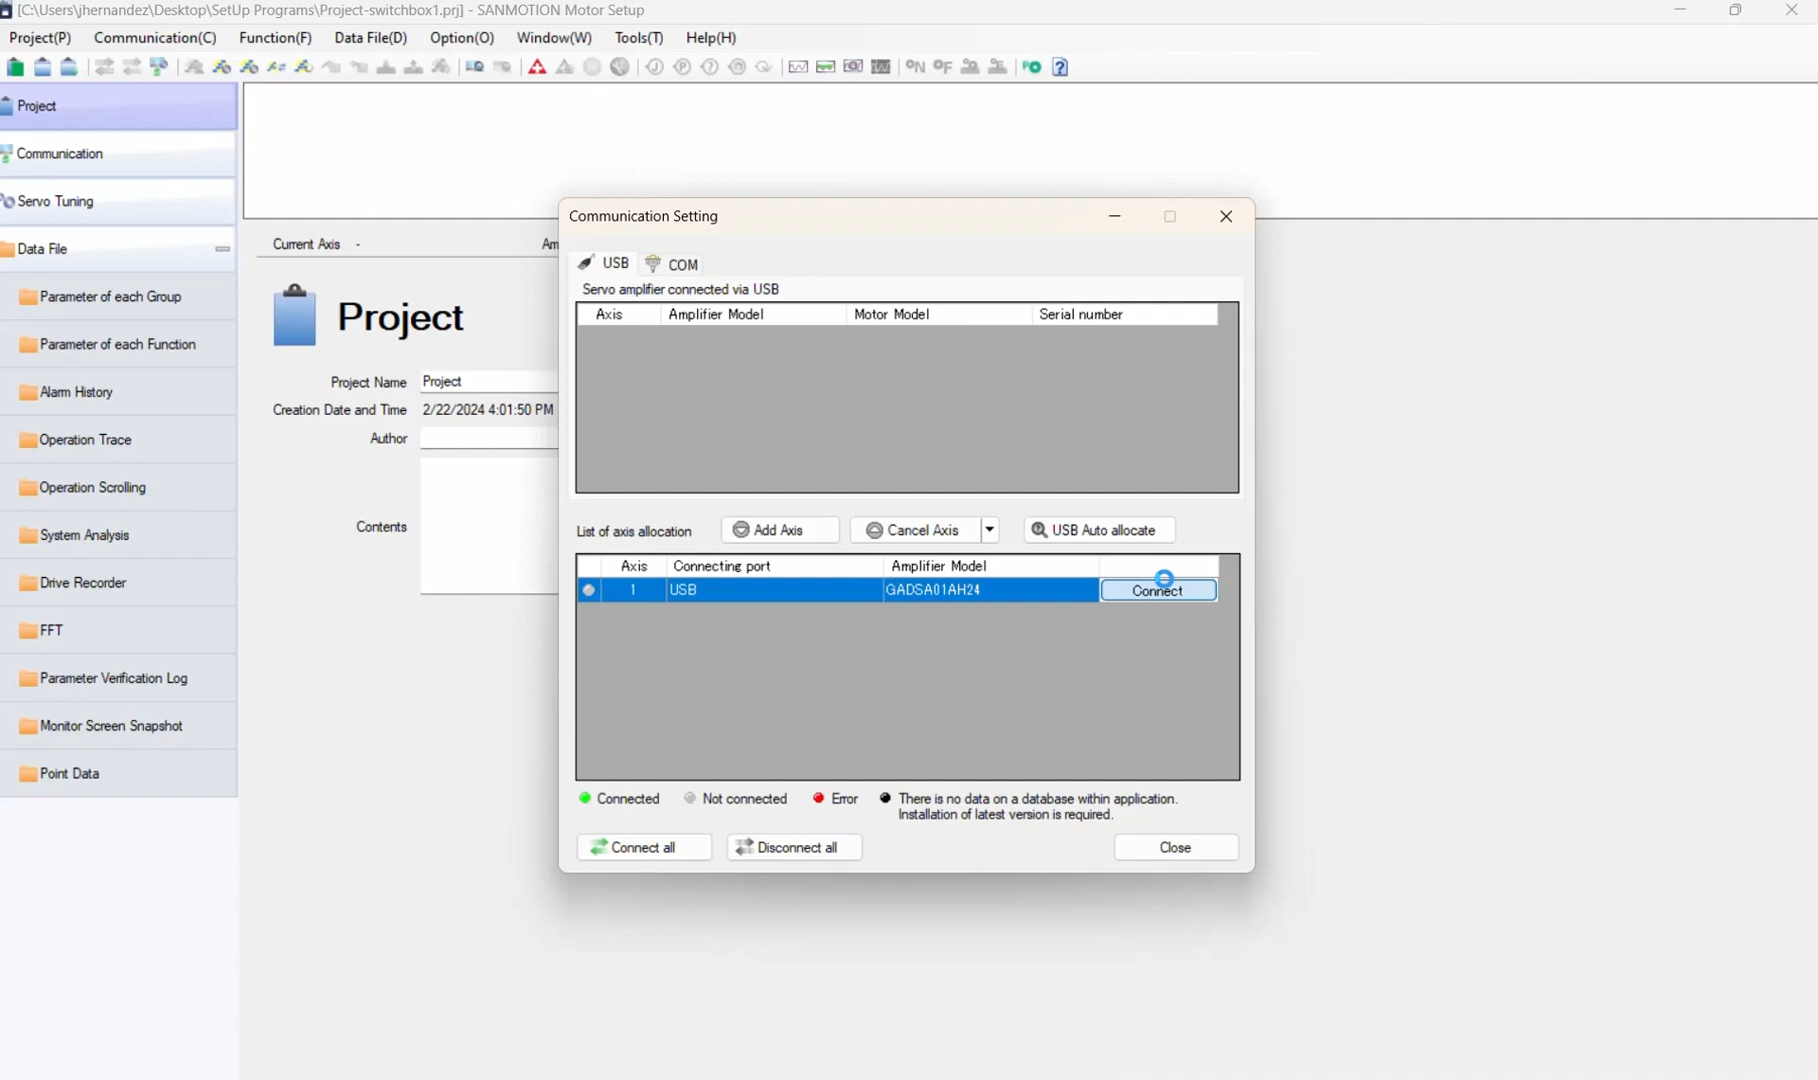 [C:\Users\jhernandez\Desktop\SetUp Programs\Project-switchbox1.prj] - SANMOTION Motor Setup
Project(P) Communication(C) Function(F) Data File(D) Option(O) Window(W) Tools(T) Help(H)
Project
Communication
Servo Tuning
Data File
Parameter of each Group
Parameter of each Function
Alarm History
Operation Trace
Operation Scrolling
System Analysis
Drive Recorder
FFT
Parameter Verification Log
Monitor Screen Snapshot
Point Data
Current Axis -
Project
Project Name Project
Creation Date and Time 2/22/2024 4:01:50 PM
Author
Contents
Communication Setting
USB COM
Servo amplifier connected via USB
Axis Amplifier Model Motor Model Serial number
List of axis allocation Add Axis Cancel Axis USB Auto allocate
Axis Connecting port Amplifier Model
1 USB GADSA01AH24 Connect
Connected Not connected Error There is no data on a database within application.
Installation of latest version is required.
Connect all Disconnect all Close